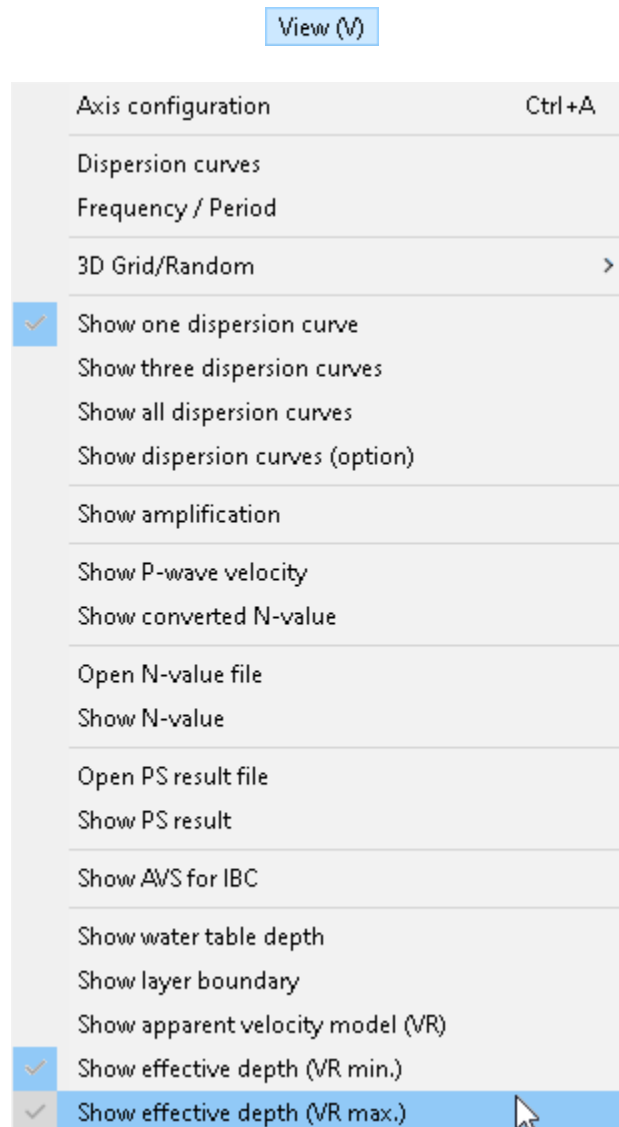 View (V)
Axis configuration Ctrl+A
Dispersion curves
Frequency / Period
3D Grid/Random
Show one dispersion curve
Show three dispersion curves
Show all dispersion curves
Show dispersion curves (option)
Show amplification
Show P-wave velocity
Show converted N-value
Open N-value file
Show N-value
Open PS result file
Show PS result
Show AVS for IBC
Show water table depth
Show layer boundary
Show apparent velocity model (VR)
Show effective depth (VR min.)
Show effective depth (VR max.)